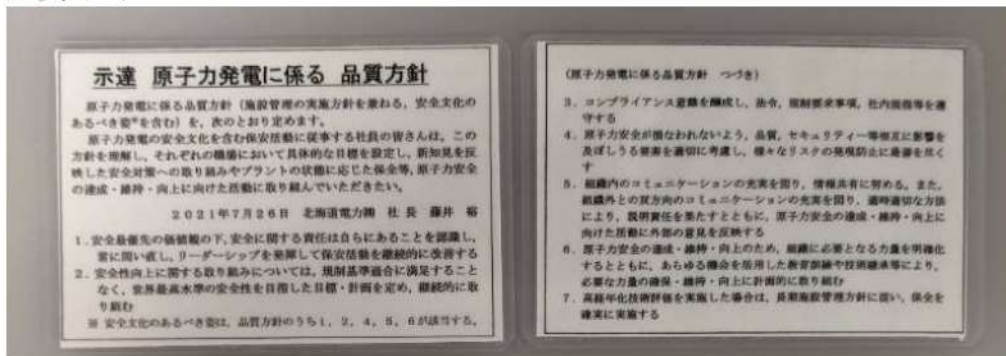 示達 原子力発電に係る 品質方針
原子力発電に係る品質方針（施設管理の実施方針を兼ねる、安全文化の
あるべき姿※を含む）を、次のとおり定めます。
原子力発電の安全文化を含む保安活動に従事する社員の皆さんは、この
方針を理解し、それぞれの職場において具体的な目標を設定し、新知見を反
映した安全対策への取り組みやプラントの状態に応じた保全等、原子力安全
の達成・維持・向上に向けた活動に取り組んでいただきたい。
２０２１年７月２６日 北海道電力㈱ 社長 藤井 裕
１．安全最優先の価値観の下、安全に関する責任は自らにあることを認識し、
常に問い直し、リーダーシップを発揮して保安活動を継続的に改善する
２．安全性向上に関する取り組みについては、規制基準適合に満足すること
なく、世界最高水準の安全性を目指した目標・計画を定め、継続的に取
り組む
※ 安全文化のあるべき姿は、品質方針のうち１、２、４、５、６が該当する。
（原子力発電に係る品質方針 つづき）
３．コンプライアンス意識を醸成し、法令、規制要求事項、社内規程等を遵
守する
４．原子力安全が損なわれないよう、品質、セキュリティー等相互に影響を
及ぼしうる要素を適切に考慮し、様々なリスクの発現防止に最善を尽く
す
５．組織内のコミュニケーションの充実を図り、情報共有に努める。また、
組織外との双方向のコミュニケーションの充実を図り、適時適切な方法
により、説明責任を果たすとともに、原子力安全の達成・維持・向上に
向けた活動に外部の意見を反映する
６．原子力安全の達成・維持・向上のため、組織に必要となる力量を明確化
するとともに、あらゆる機会を活用した教育訓練や技術継承等により、
必要な力量の確保・維持・向上に計画的に取り組む
７．高経年化技術評価を実施した場合は、長期施設管理方針に従い、保全を
確実に実施する